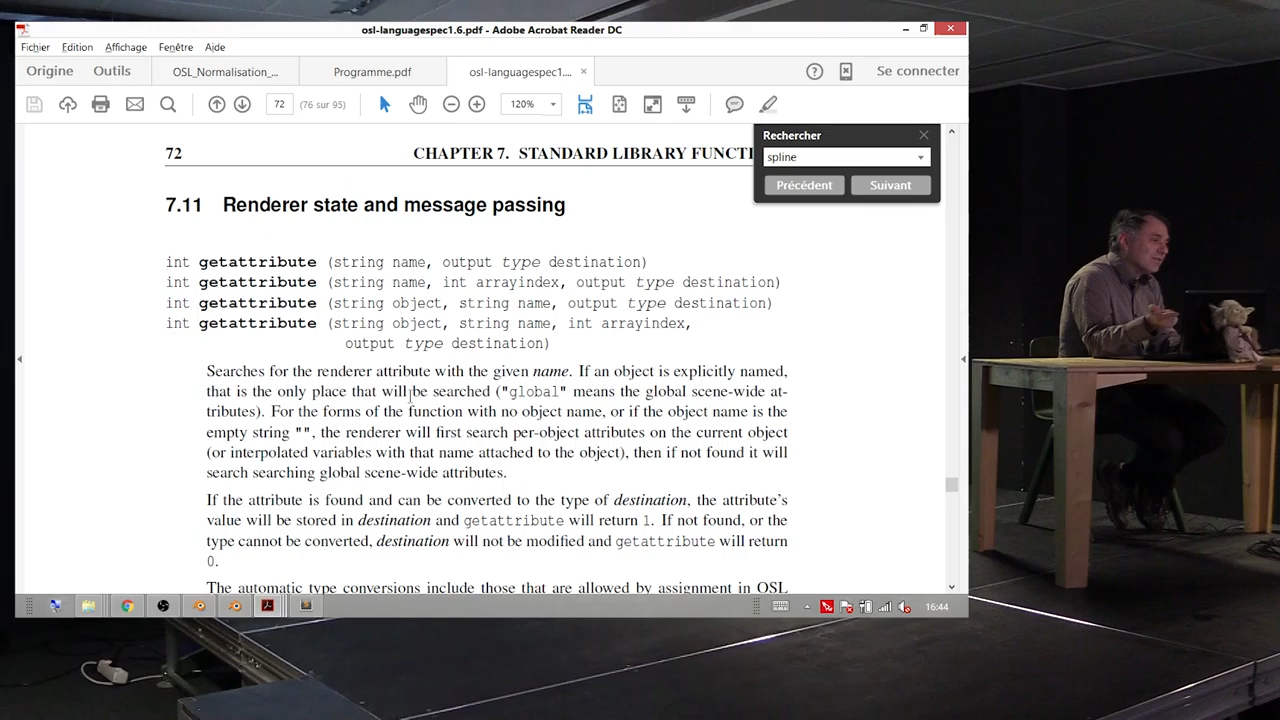 osl-languagespec1.6.pdf - Adobe Acrobat Reader DC
Fichier Edition Affichage Fenêtre Aide
Origine Outils OSL_Normalisation_... Programme.pdf osl-languagespec1.... × Se connecter
72 (76 sur 95) 120%
Rechercher
spline
Précédent Suivant
72 CHAPTER 7. STANDARD LIBRARY FUNCTI
7.11 Renderer state and message passing
int getattribute (string name, output type destination)
int getattribute (string name, int arrayindex, output type destination)
int getattribute (string object, string name, output type destination)
int getattribute (string object, string name, int arrayindex,
output type destination)
Searches for the renderer attribute with the given name. If an object is explicitly named,
that is the only place that will be searched ("global" means the global scene-wide at-
tributes). For the forms of the function with no object name, or if the object name is the
empty string "", the renderer will first search per-object attributes on the current object
(or interpolated variables with that name attached to the object), then if not found it will
search searching global scene-wide attributes.
If the attribute is found and can be converted to the type of destination, the attribute's
value will be stored in destination and getattribute will return 1. If not found, or the
type cannot be converted, destination will not be modified and getattribute will return
0.
The automatic type conversions include those that are allowed by assignment in OSL
16:44